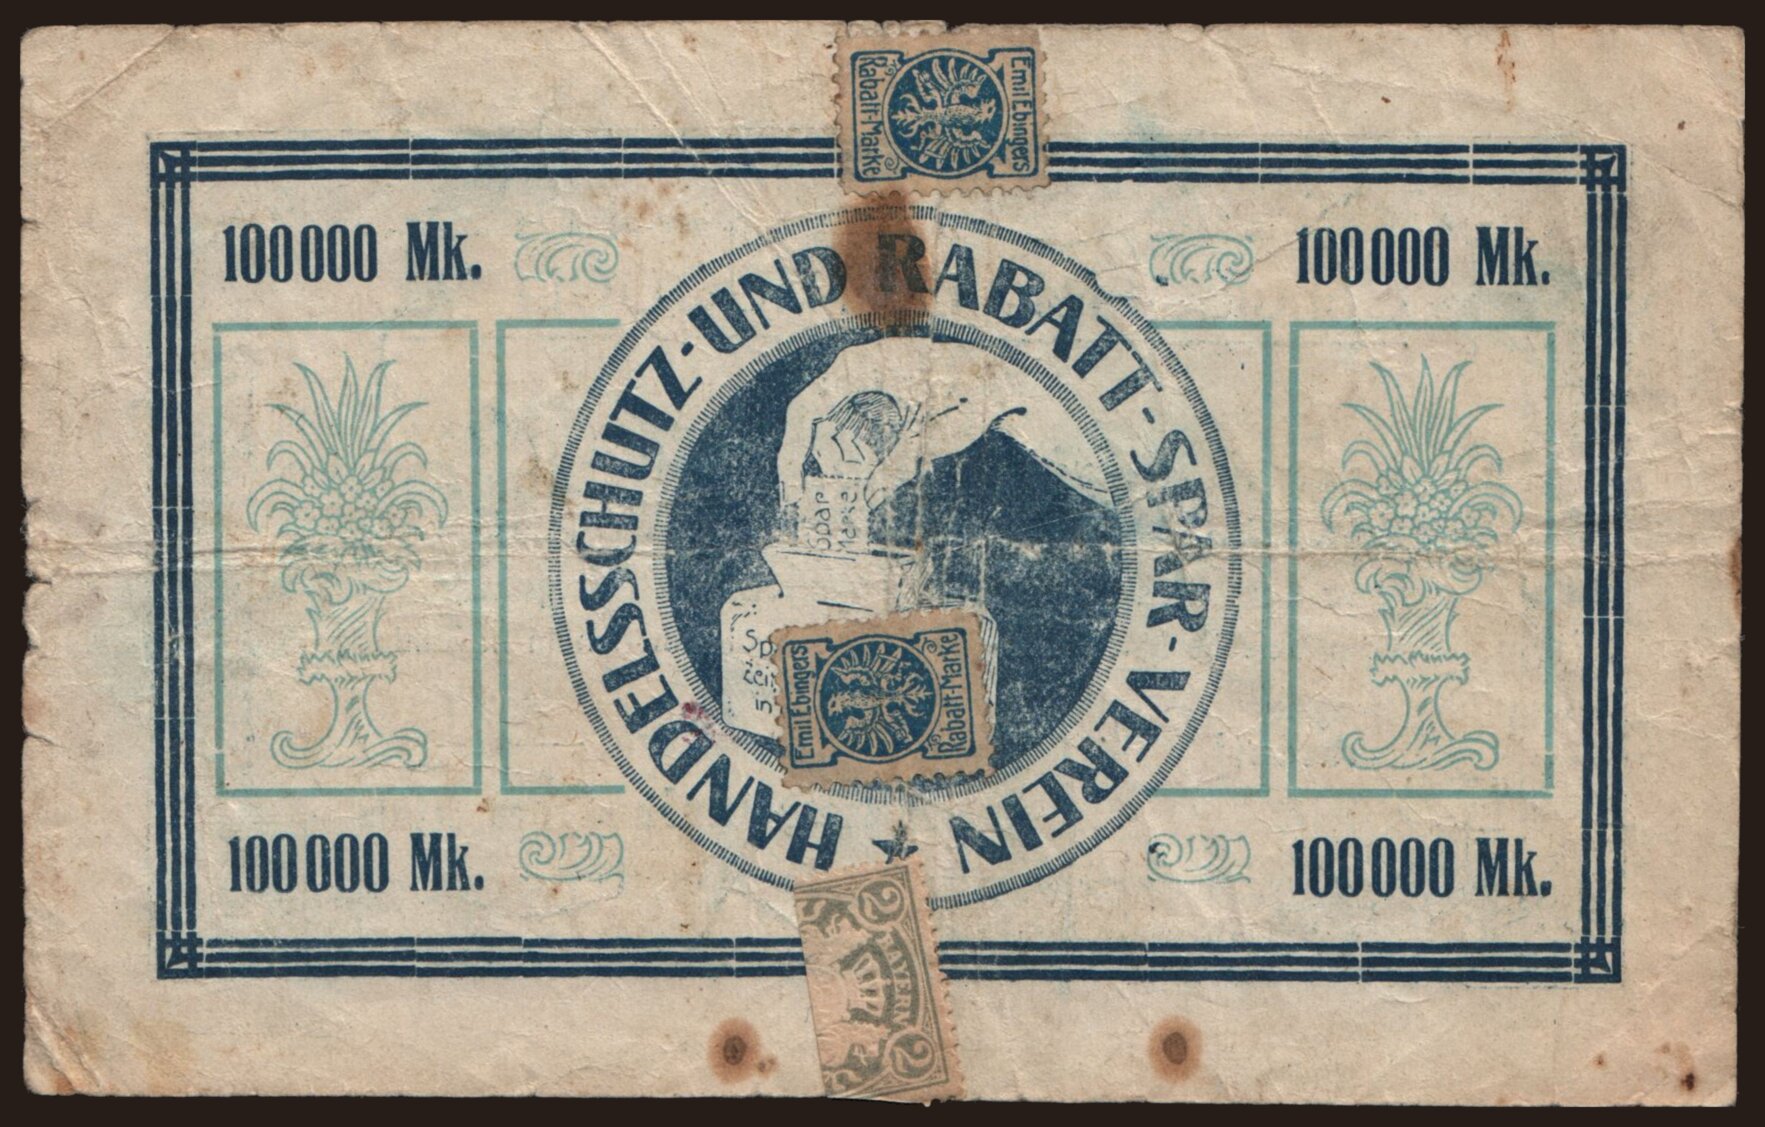 Emil Ebingers
Rabatt-Marke
100000 Mk.
100000 Mk.
HANDELSSCHUTZ-UND RABATT-SPAR-VEREIN
Spar
Marke
in
Emil Ebingers
Rabatt-Marke
100000 Mk.
100000 Mk.
2
BAYERN
2